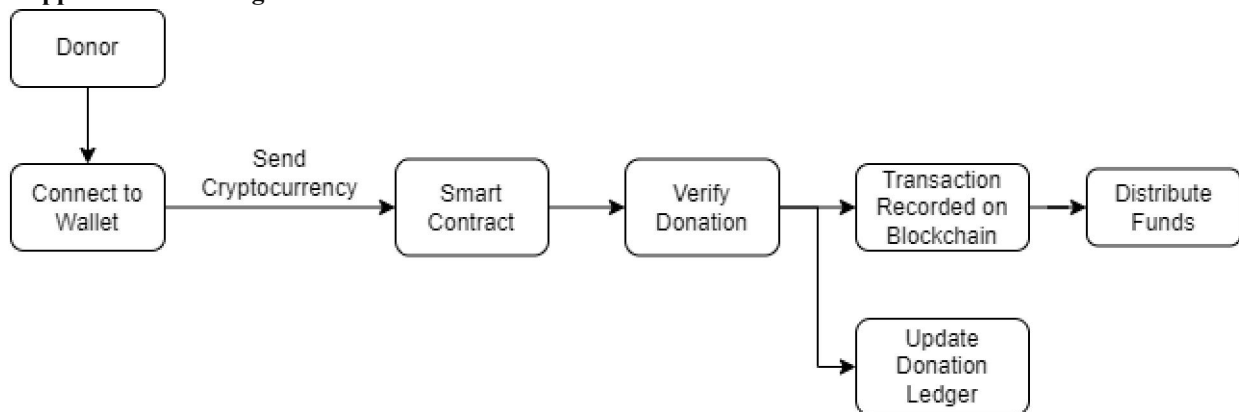 Donor
Send
Cryptocurrency
Connect to
Wallet
Smart
Contract
Verify
Donation
Transaction
Recorded on
Blockchain
Distribute
Funds
Update
Donation
Ledger